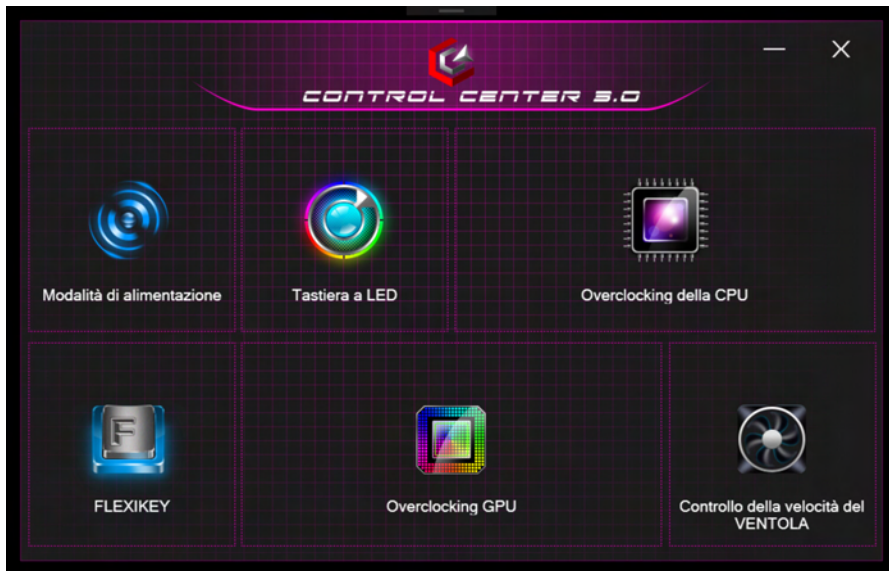 CONTROL CENTER 3.0
Modalità di alimentazione
Tastiera a LED
Overclocking della CPU
F
FLEXIKEY
Overclocking GPU
Controllo della velocità del
VENTOLA